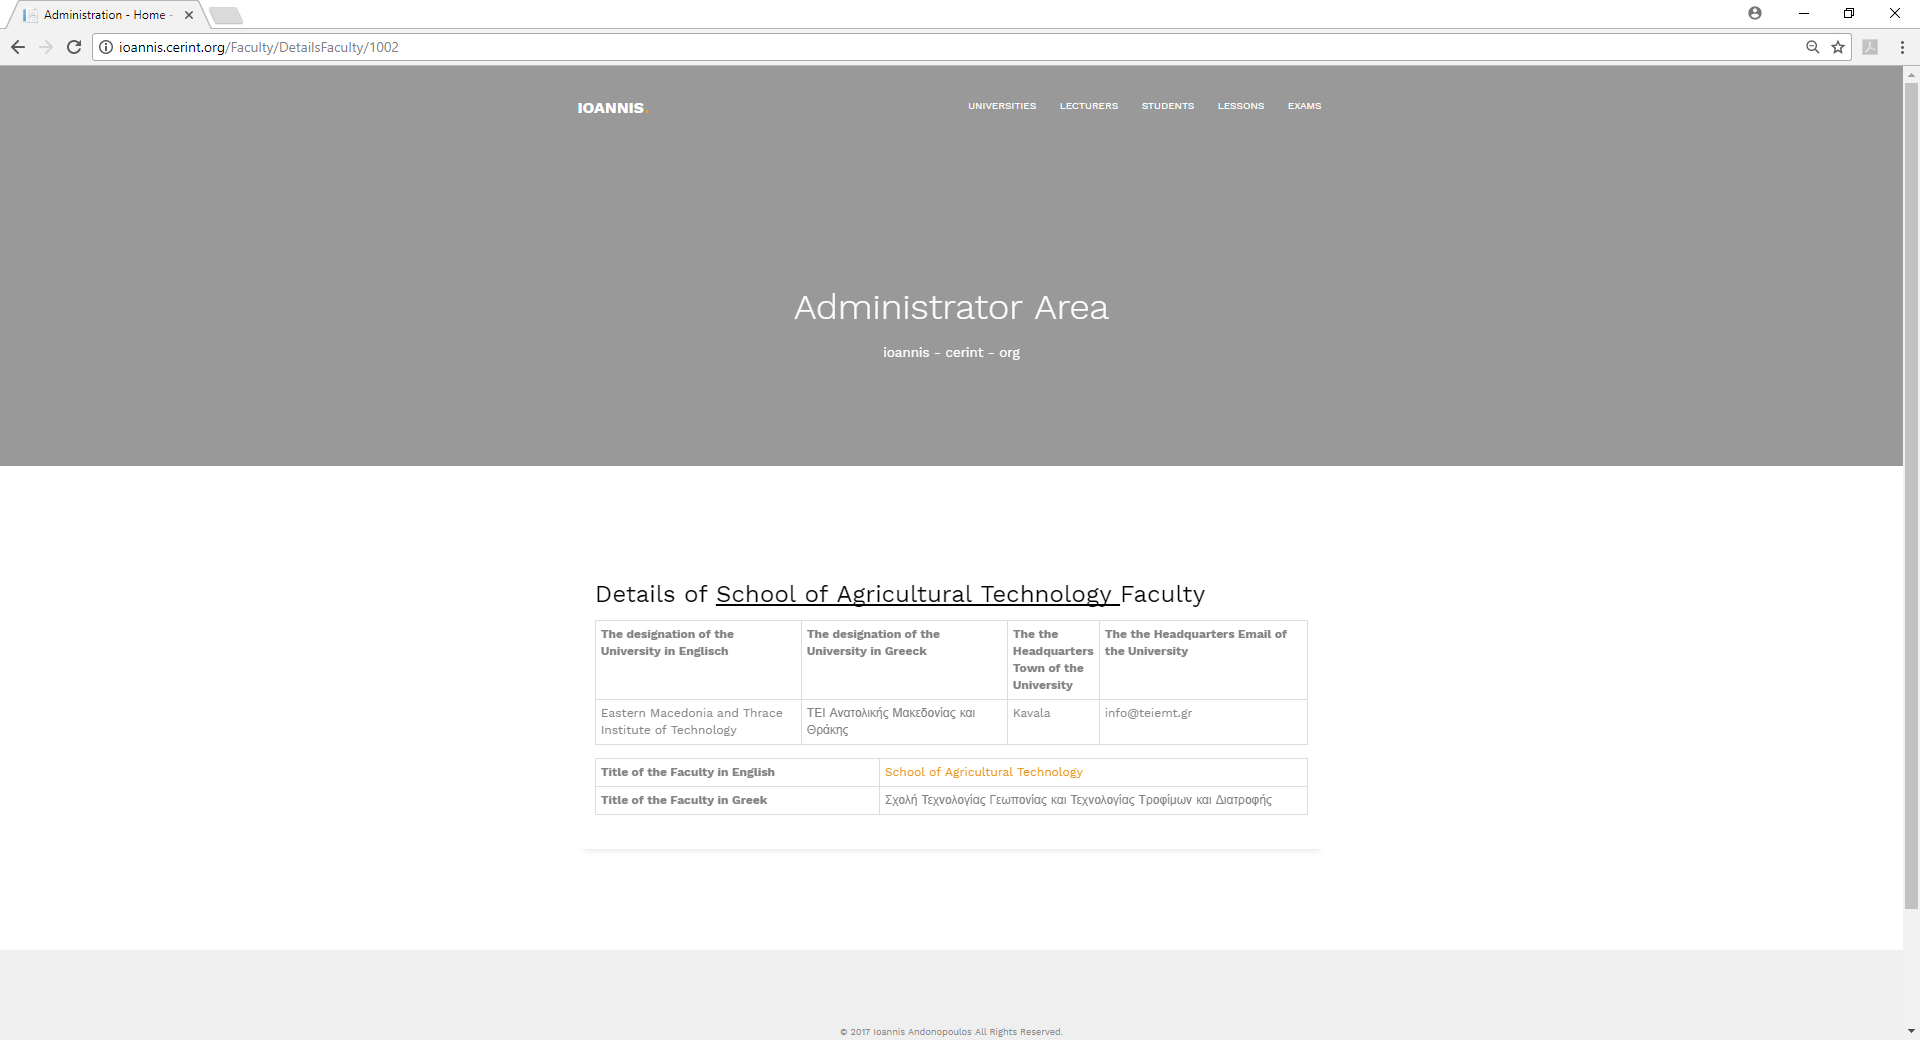 Administration - Home -
ioannis.cerint.org/Faculty/DetailsFaculty/1002
IOANNIS.
UNIVERSITIES LECTURERS STUDENTS LESSONS EXAMS
Administrator Area
ioannis - cerint - org
Details of School of Agricultural Technology Faculty
The designation of the University in Englisch
The designation of the University in Greeck
The the Headquarters Town of the University
The the Headquarters Email of the University
Eastern Macedonia and Thrace Institute of Technology
ΤΕΙ Ανατολικής Μακεδονίας και Θράκης
Kavala
info@teiemt.gr
Title of the Faculty in English
School of Agricultural Technology
Title of the Faculty in Greek
Σχολή Τεχνολογίας Γεωπονίας και Τεχνολογίας Τροφίμων και Διατροφής
© 2017 Ioannis Andonopoulos All Rights Reserved.